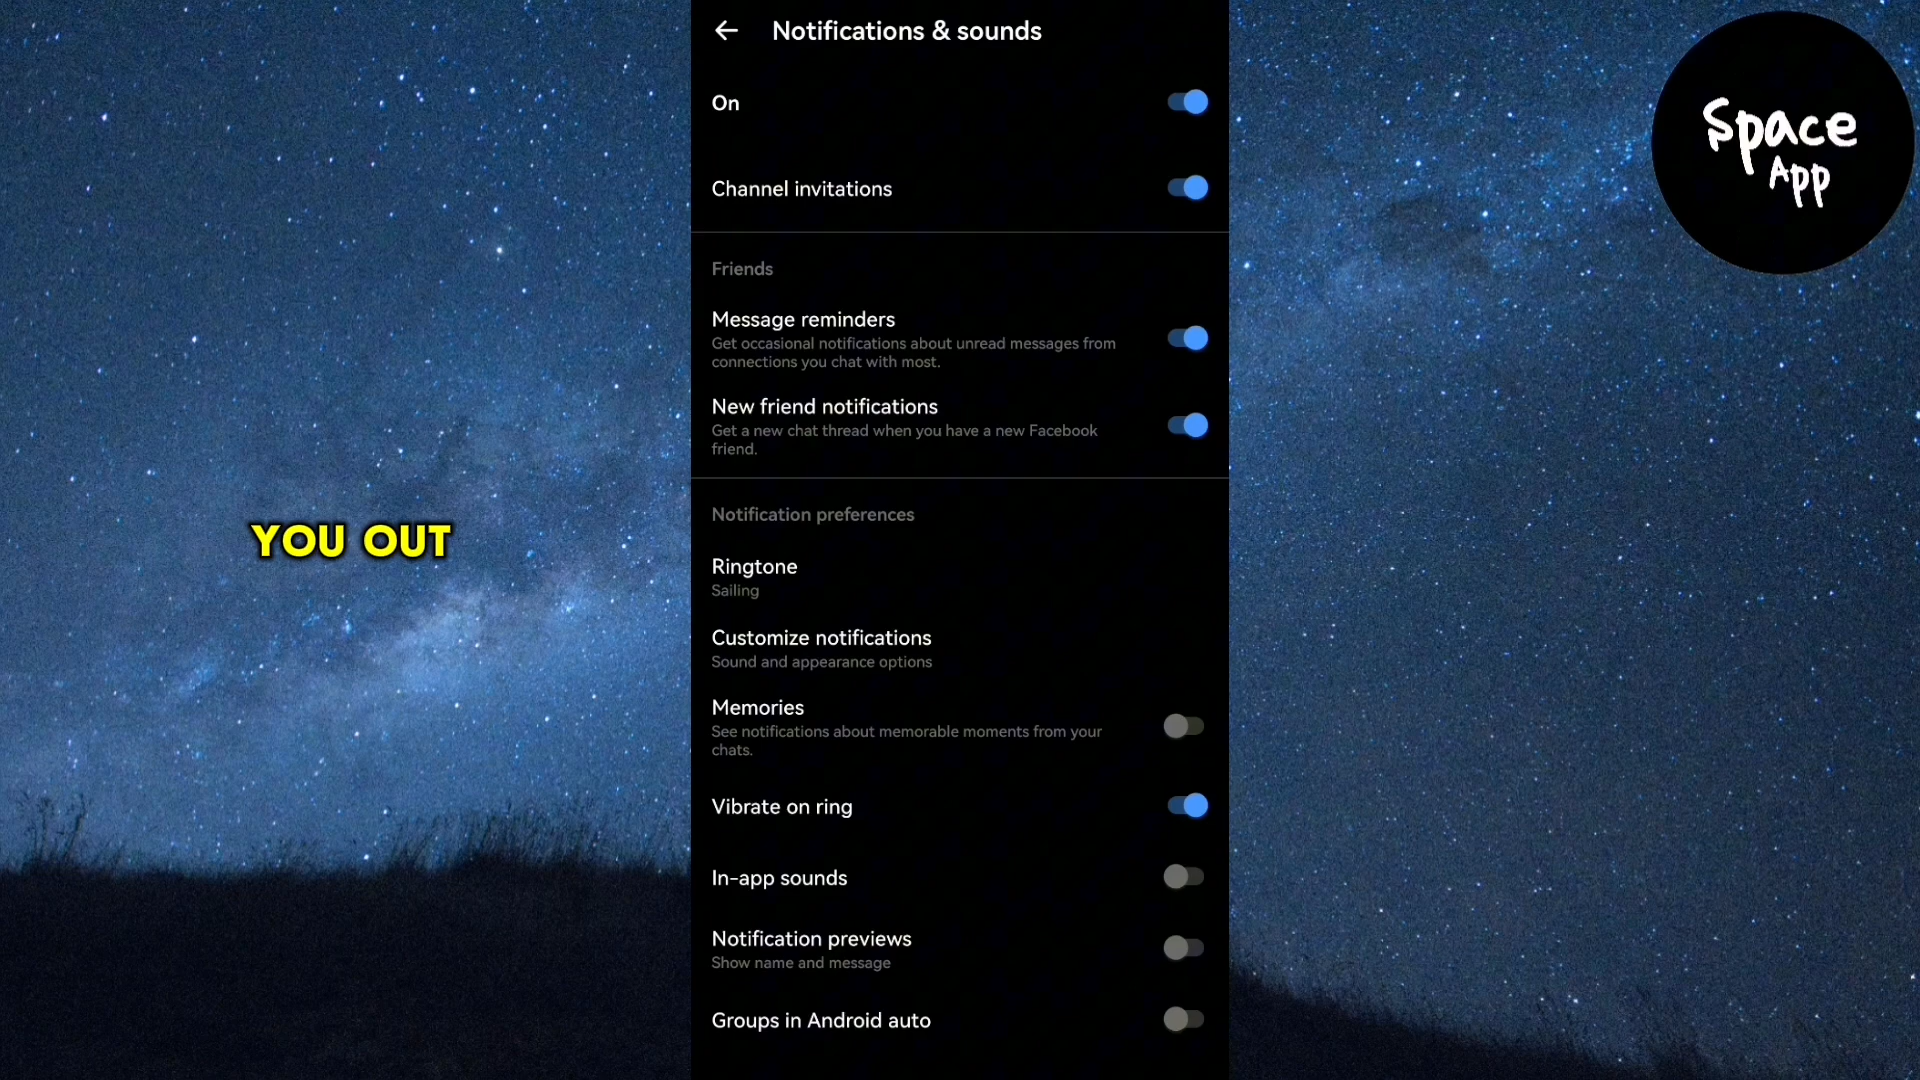 Notifications & sounds
On
Channel invitations
Friends
Message reminders
Get occasional notifications about unread messages from
connections you chat with most.
New friend notifications
Get a new chat thread when you have a new Facebook
friend.
Notification preferences
Ringtone
Sailing
Customize notifications
Sound and appearance options
Memories
See notifications about memorable moments from your
chats.
Vibrate on ring
In-app sounds
Notification previews
Show name and message
Groups in Android auto
YOU OUT
Space
App